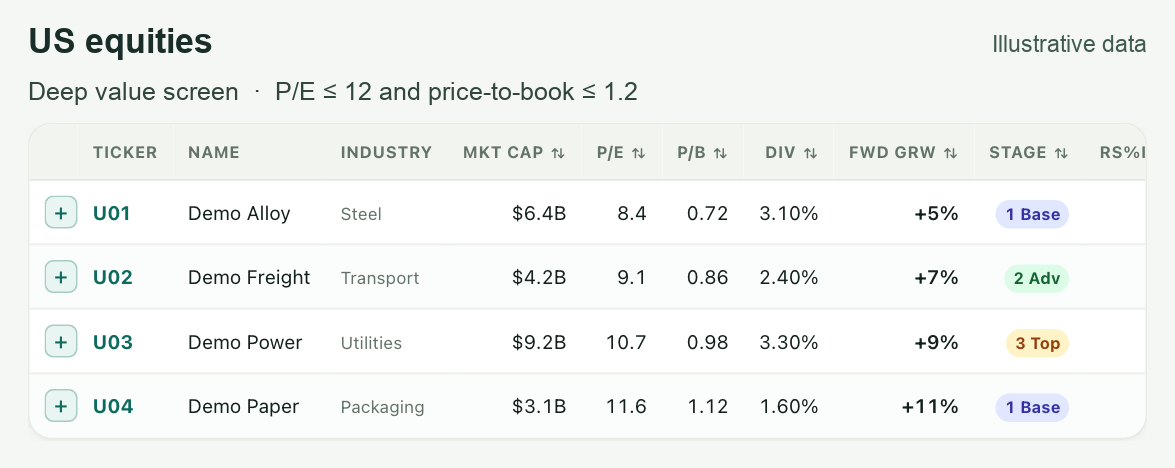 US equities
Illustrative data
Deep value screen · P/E ≤ 12 and price-to-book ≤ 1.2
TICKER NAME INDUSTRY MKT CAP ⇅ P/E ⇅ P/B ⇅ DIV ⇅ FWD GRW ⇅ STAGE ⇅ RS%
+ U01 Demo Alloy Steel $6.4B 8.4 0.72 3.10% +5% 1 Base
+ U02 Demo Freight Transport $4.2B 9.1 0.86 2.40% +7% 2 Adv
+ U03 Demo Power Utilities $9.2B 10.7 0.98 3.30% +9% 3 Top
+ U04 Demo Paper Packaging $3.1B 11.6 1.12 1.60% +11% 1 Base